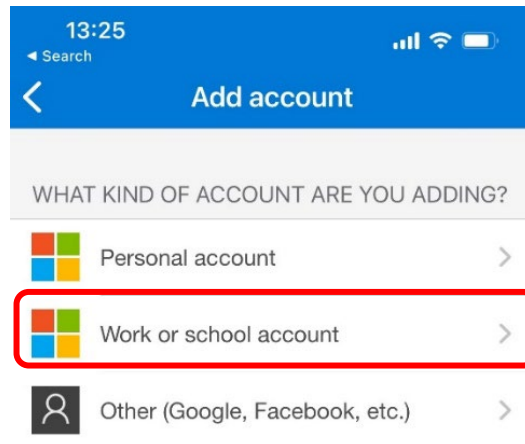 13:25
◄ Search
Add account
WHAT KIND OF ACCOUNT ARE YOU ADDING?
Personal account
Work or school account
Other (Google, Facebook, etc.)